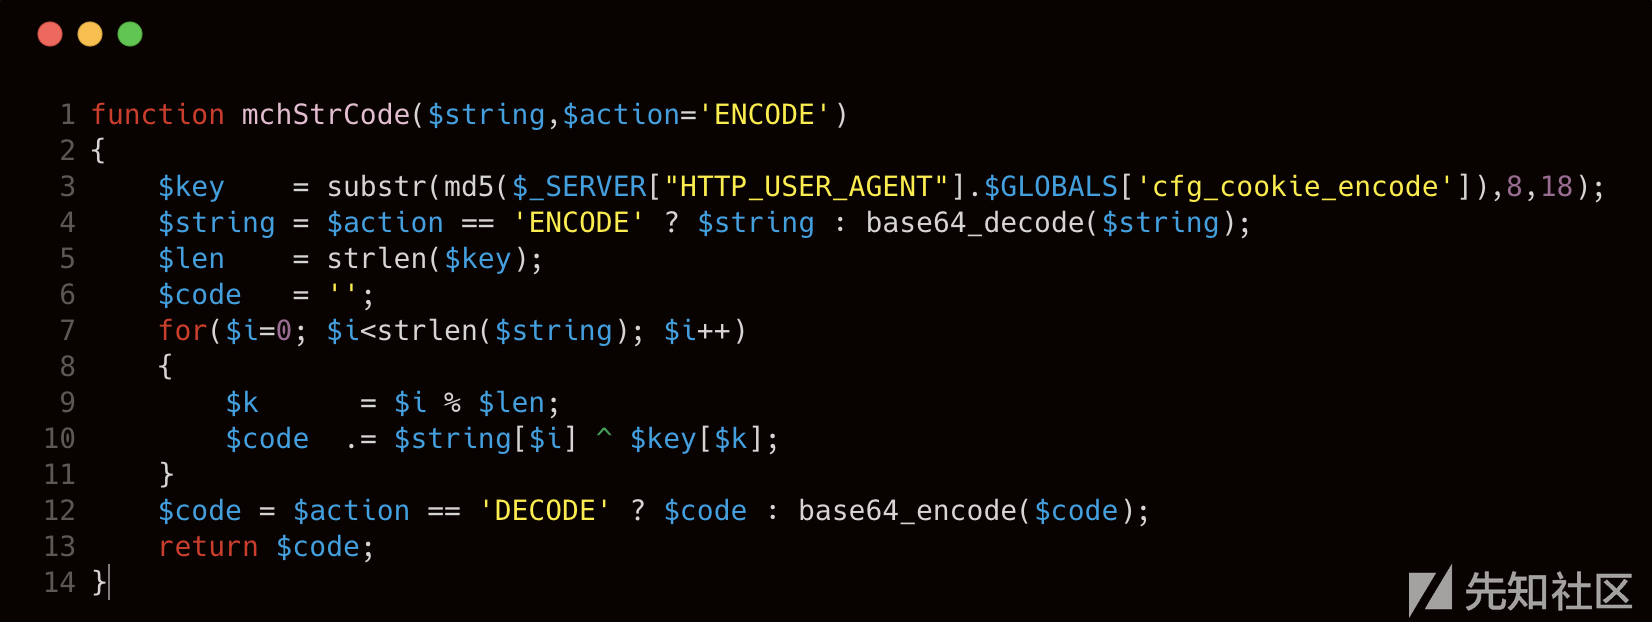 1 function mchStrCode($string,$action='ENCODE')
2 {
3     $key    = substr(md5($_SERVER["HTTP_USER_AGENT"].$GLOBALS['cfg_cookie_encode']),8,18);
4     $string = $action == 'ENCODE' ? $string : base64_decode($string);
5     $len    = strlen($key);
6     $code   = '';
7     for($i=0; $i<strlen($string); $i++)
8     {
9         $k      = $i % $len;
10         $code  .= $string[$i] ^ $key[$k];
11     }
12     $code = $action == 'DECODE' ? $code : base64_encode($code);
13     return $code;
14 }
先知社区